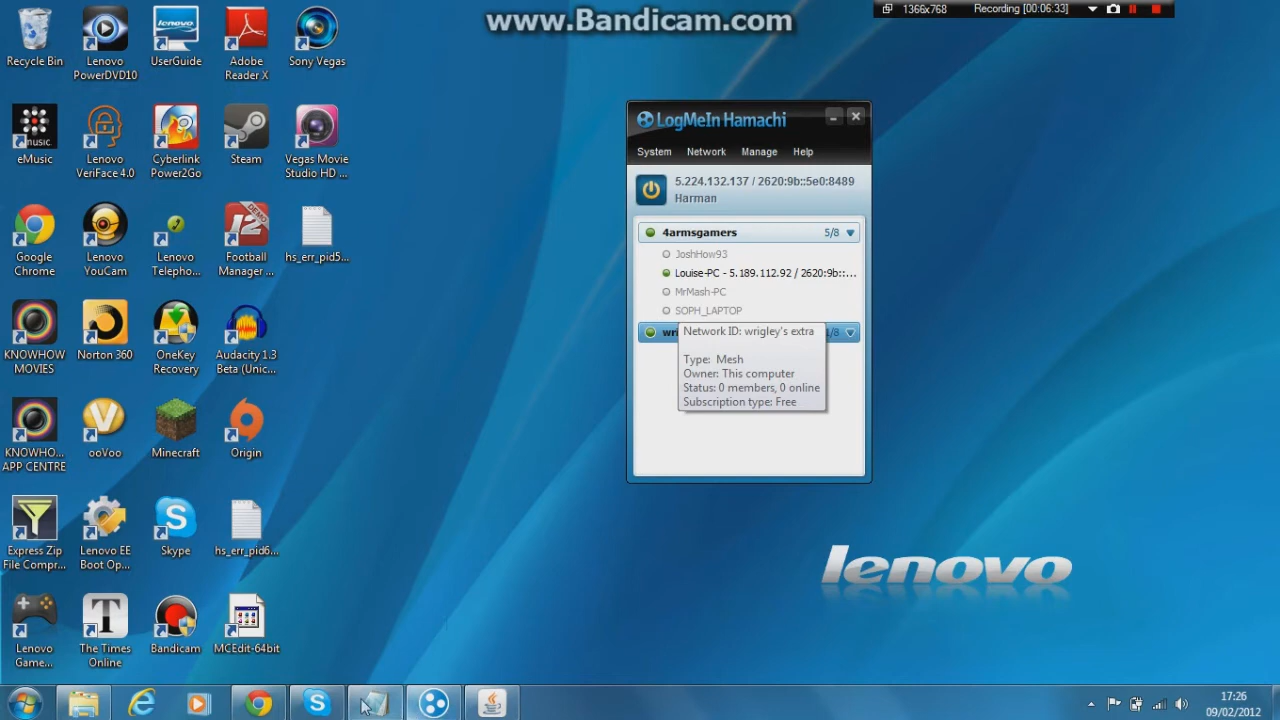 www.Bandicam.com
1366x768
Recording [00:06:33]
Recycle Bin
Lenovo
PowerDVD10
lenovo
UserGuide
Adobe
Reader X
Sony Vegas
music.
eMusic
Lenovo
VeriFace 4.0
Cyberlink
Power2Go
Steam
Vegas Movie
Studio HD ...
Google
Chrome
Lenovo
YouCam
Lenovo
Telepho...
DEMO
12
Football
Manager ...
hs_err_pid5...
KNOWHOW
MOVIES
Norton 360
OneKey
Recovery
Audacity 1.3
Beta (Unic...
KNOWHO...
APP CENTRE
ooVoo
Minecraft
Origin
Express Zip
File Compr...
Lenovo EE
Boot Op...
Skype
hs_err_pid6...
Lenovo
Game...
T
The Times
Online
Bandicam
MCEdit-64bit
LogMeIn Hamachi
System Network Manage Help
5.224.132.137 / 2620:9b::5e0:8489
Harman
4armsgamers 5/8
JoshHow93
Louise-PC - 5.189.112.92 / 2620:9b::...
MrMash-PC
SOPH_LAPTOP
Network ID: wrigley's extra
Type: Mesh
Owner: This computer
Status: 0 members, 0 online
Subscription type: Free
lenovo
17:26
09/02/2012